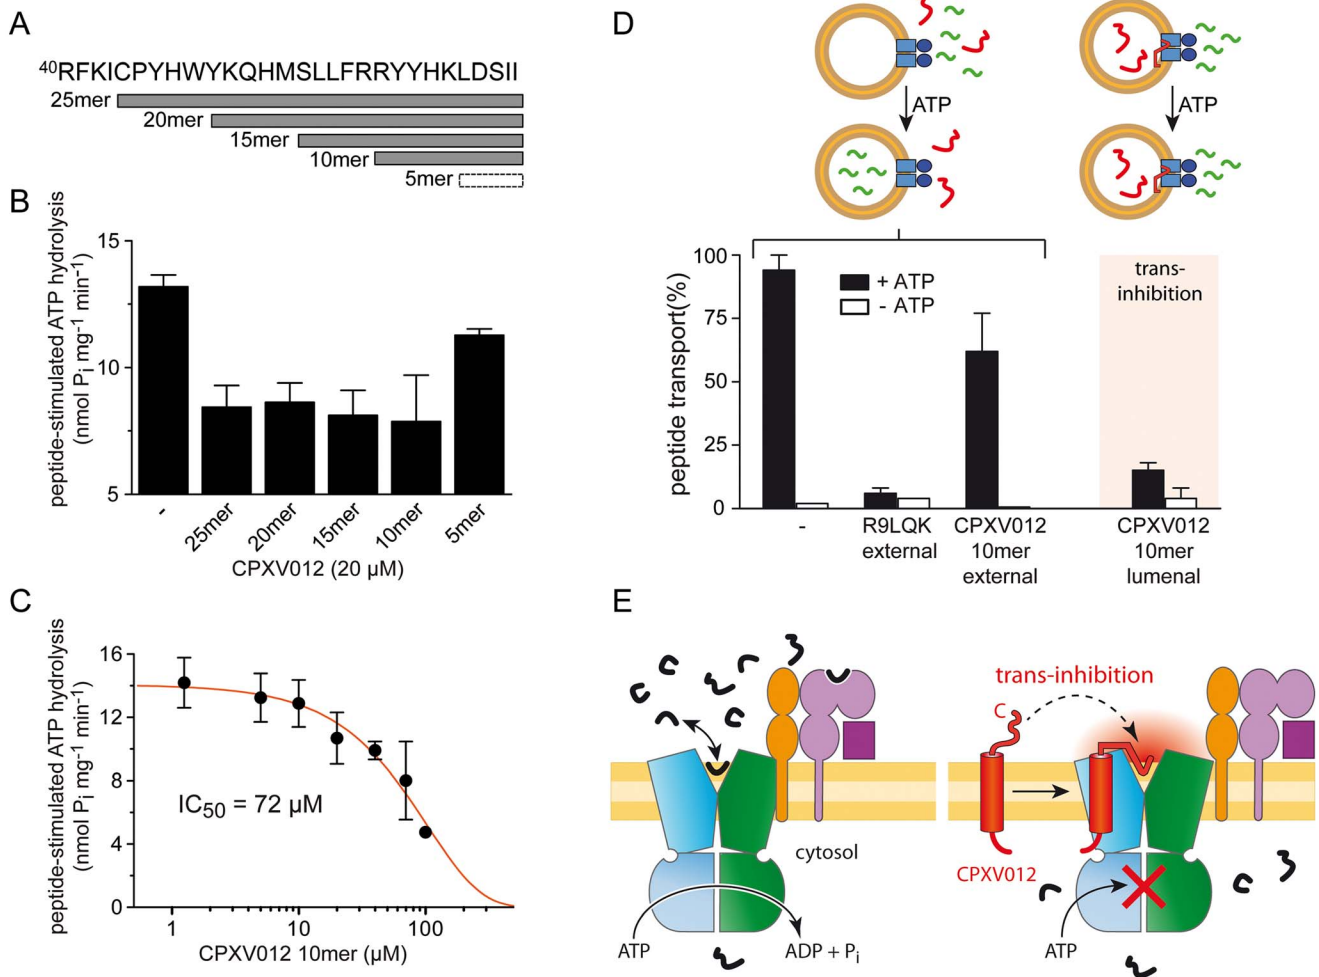 A
⁴⁰RFKICPYHWYKQHMSLLFRRYYHKLDSII
25mer
20mer
15mer
10mer
5mer
B
peptide-stimulated ATP hydrolysis
(nmol Pᵢ mg⁻¹ min⁻¹)
15
10
5
-
25mer
20mer
15mer
10mer
5mer
CPXV012 (20 µM)
C
peptide-stimulated ATP hydrolysis
(nmol Pᵢ mg⁻¹ min⁻¹)
16
12
8
4
0
IC₅₀ = 72 µM
1
10
100
CPXV012 10mer (µM)
D
ATP
ATP
peptide transport(%)
100
75
50
25
0
+ ATP
- ATP
trans-
inhibition
-
R9LQK
external
CPXV012
10mer
external
CPXV012
10mer
lumenal
E
cytosol
ATP
ADP + Pᵢ
trans-inhibition
C
CPXV012
ATP